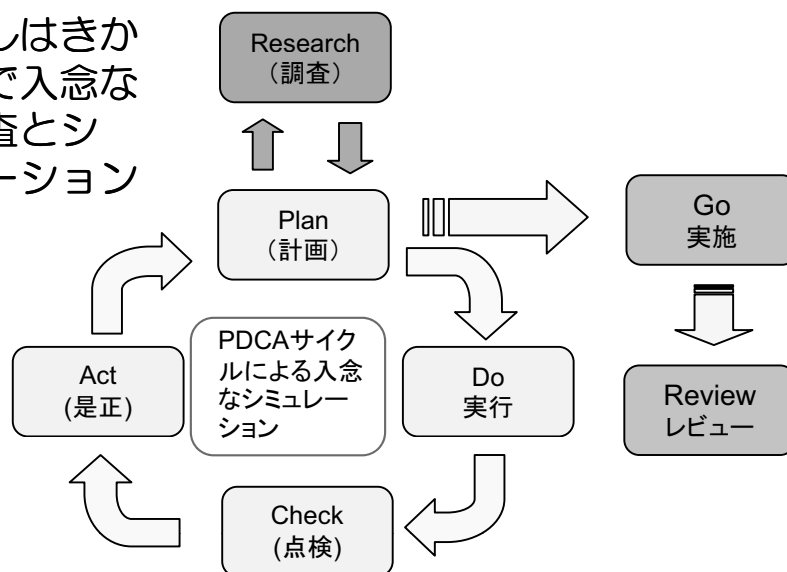 しはきか
で入念な
査とシ
ーション
Research
（調査）
Plan
（計画）
Go
実施
PDCAサイク
ルによる入念
なシミュレー
ション
Act
(是正)
Do
実行
Review
レビュー
Check
(点検)